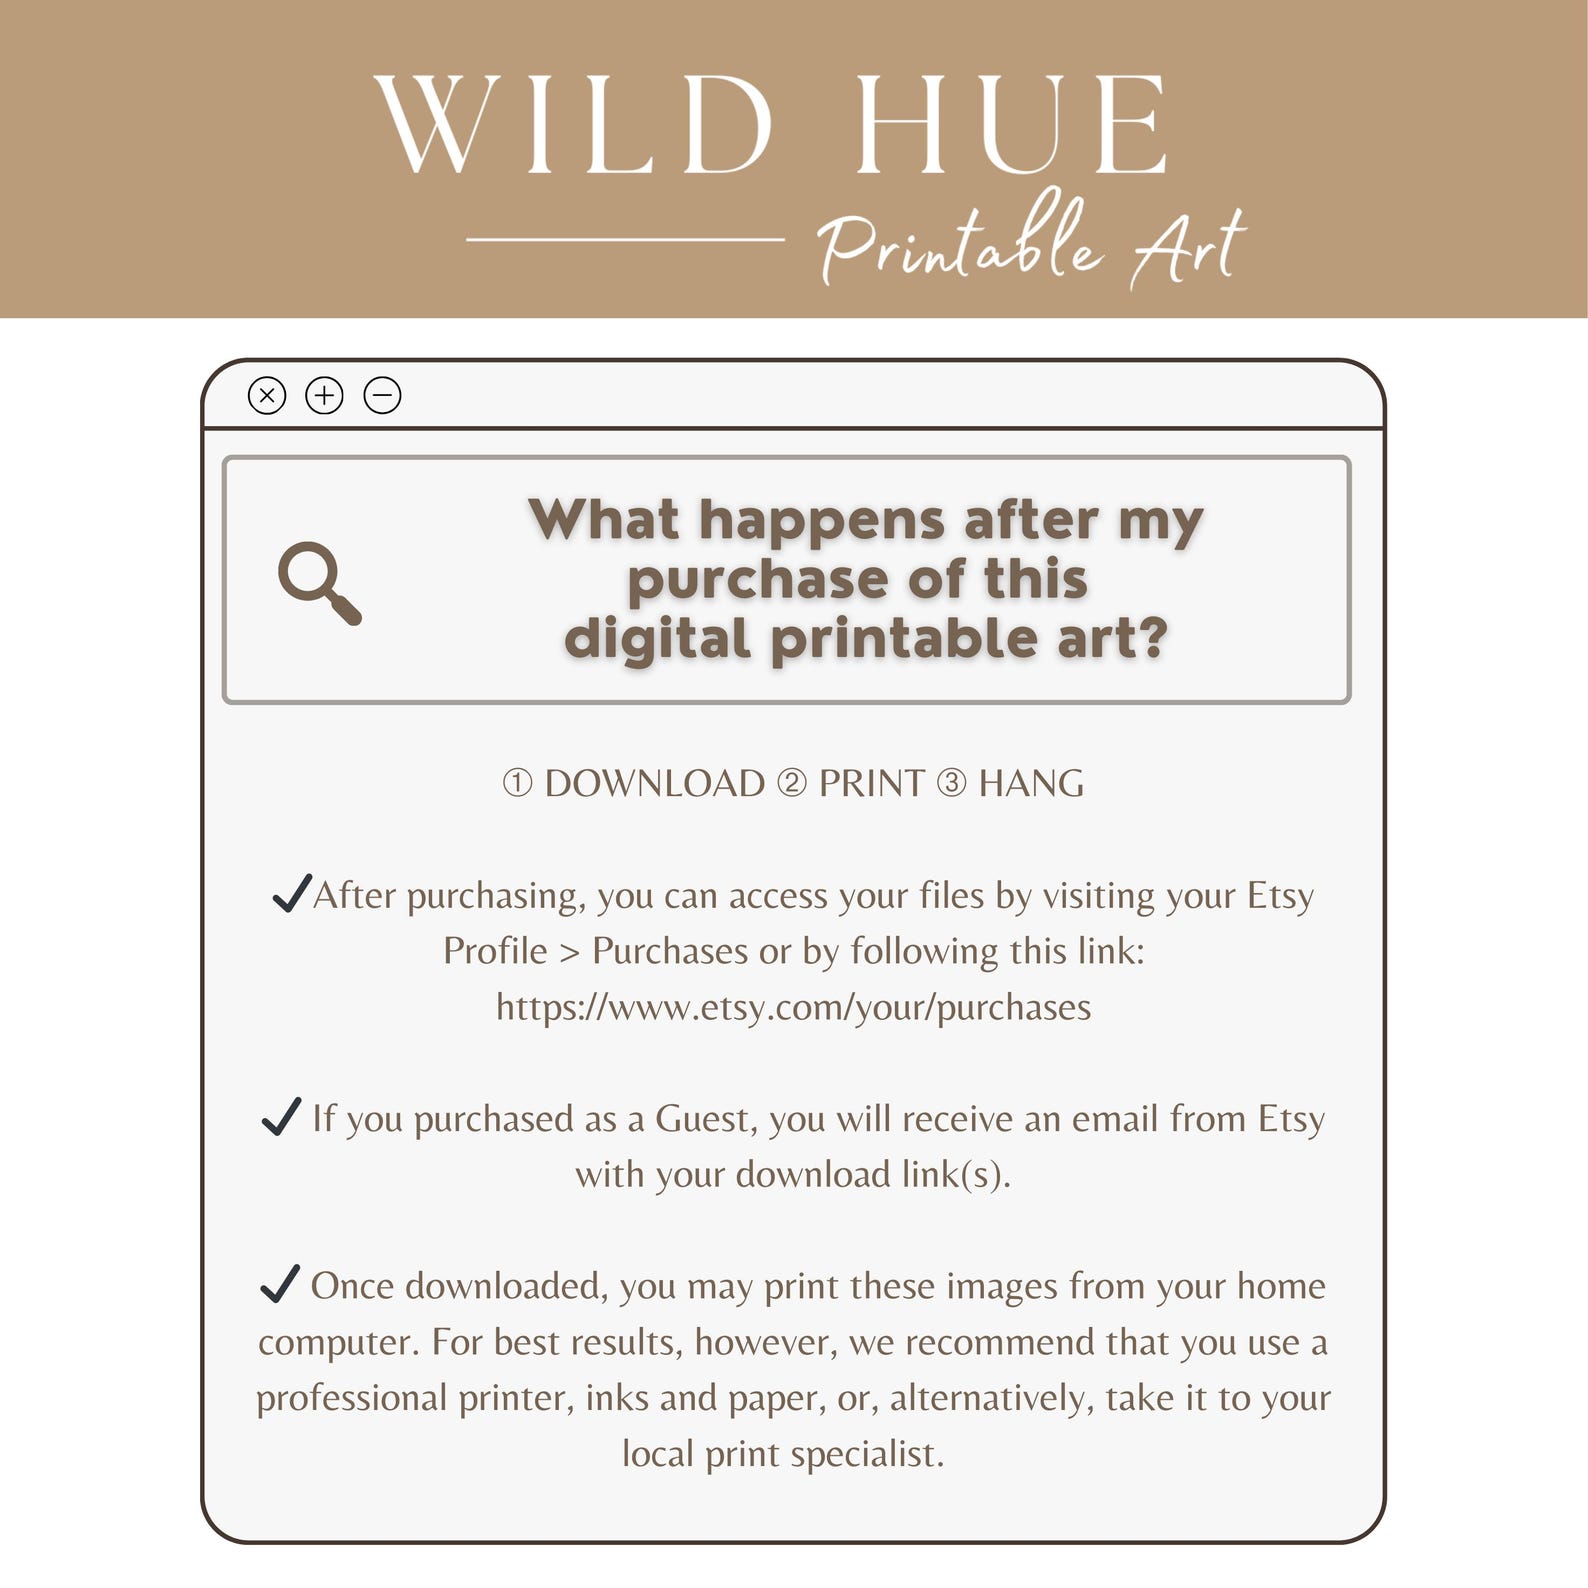 WILD HUE
Printable Art
What happens after my
purchase of this
digital printable art?
① DOWNLOAD ② PRINT ③ HANG
✓After purchasing, you can access your files by visiting your Etsy
Profile > Purchases or by following this link:
https://www.etsy.com/your/purchases
✓ If you purchased as a Guest, you will receive an email from Etsy
with your download link(s).
✓ Once downloaded, you may print these images from your home
computer. For best results, however, we recommend that you use a
professional printer, inks and paper, or, alternatively, take it to your
local print specialist.